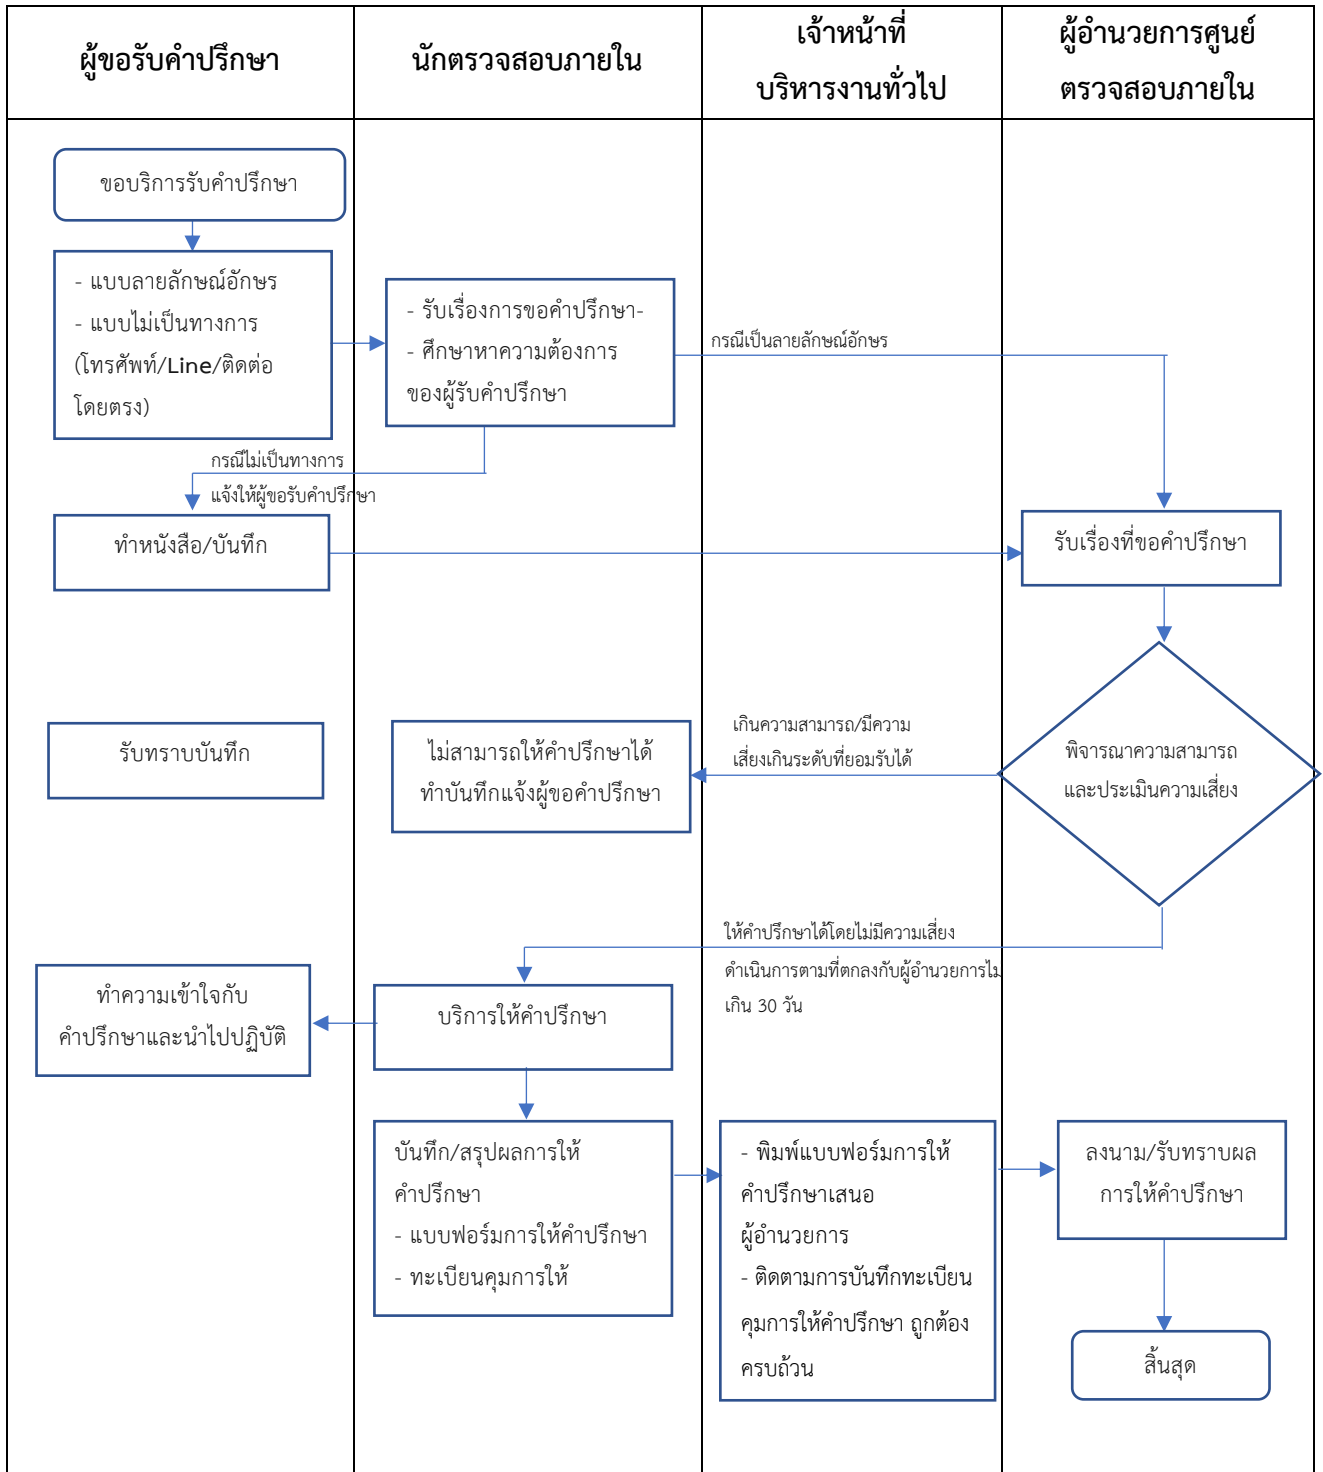 ผู้ขอรับคำปรึกษา
นักตรวจสอบภายใน
เจ้าหน้าที่
บริหารงานทั่วไป
ผู้อำนวยการศูนย์
ตรวจสอบภายใน
ขอบริการรับคำปรึกษา
- แบบลายลักษณ์อักษร
- แบบไม่เป็นทางการ
(โทรศัพท์/Line/ติดต่อ
โดยตรง)
- รับเรื่องการขอคำปรึกษา-
- ศึกษาหาความต้องการ
ของผู้รับคำปรึกษา
กรณีเป็นลายลักษณ์อักษร
กรณีไม่เป็นทางการ
แจ้งให้ผู้ขอรับคำปรึกษา
ทำหนังสือ/บันทึก
รับเรื่องที่ขอคำปรึกษา
พิจารณาความสามารถ
และประเมินความเสี่ยง
เกินความสามารถ/มีความ
เสี่ยงเกินระดับที่ยอมรับได้
ไม่สามารถให้คำปรึกษาได้
ทำบันทึกแจ้งผู้ขอคำปรึกษา
รับทราบบันทึก
ให้คำปรึกษาได้โดยไม่มีความเสี่ยง
ดำเนินการตามที่ตกลงกับผู้อำนวยการไม่
เกิน 30 วัน
บริการให้คำปรึกษา
ทำความเข้าใจกับ
คำปรึกษาและนำไปปฏิบัติ
บันทึก/สรุปผลการให้
คำปรึกษา
- แบบฟอร์มการให้คำปรึกษา
- ทะเบียนคุมการให้
- พิมพ์แบบฟอร์มการให้
คำปรึกษาเสนอ
ผู้อำนวยการ
- ติดตามการบันทึกทะเบียน
คุมการให้คำปรึกษา ถูกต้อง
ครบถ้วน
ลงนาม/รับทราบผล
การให้คำปรึกษา
สิ้นสุด